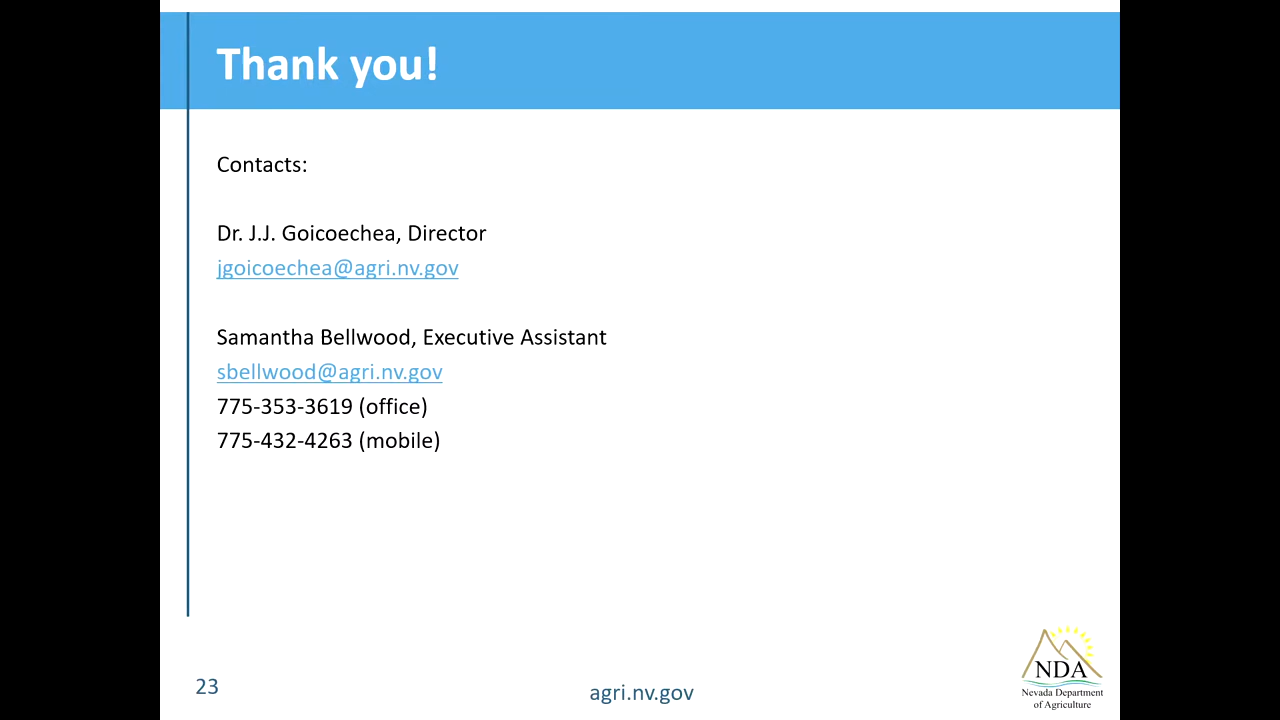 Thank you!
Contacts:
Dr. J.J. Goicoechea, Director
jgoicoechea@agri.nv.gov
Samantha Bellwood, Executive Assistant
sbellwood@agri.nv.gov
775-353-3619 (office)
775-432-4263 (mobile)
23
agri.nv.gov
NDA
Nevada Department
of Agriculture